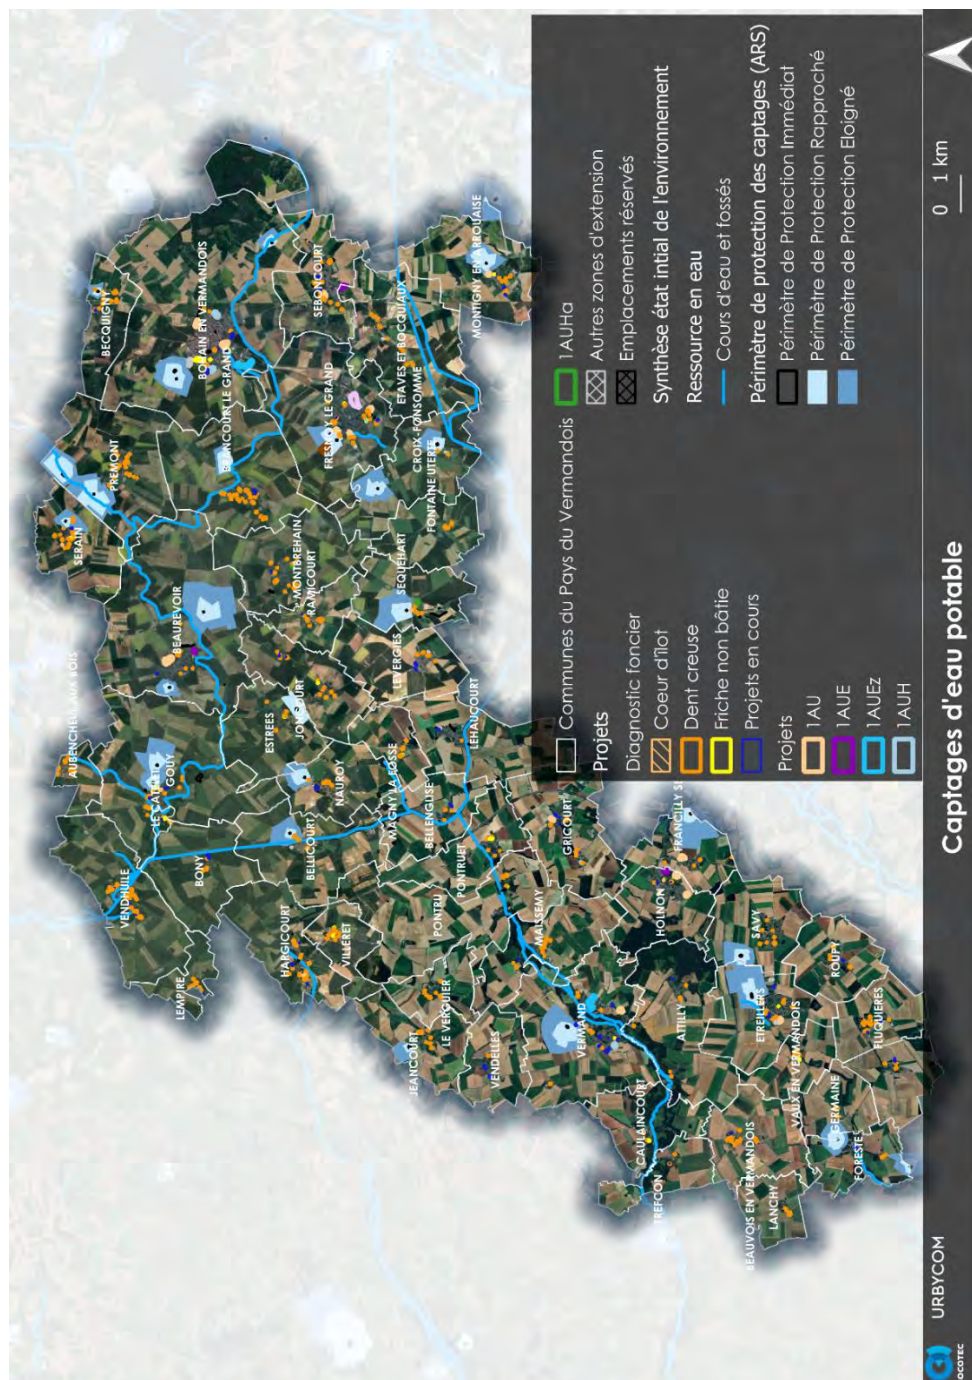 BECQUIGNY
BOHAIN EN VERMANDOIS
SEBONCOURT
MONTIGNY EN ARROUAISE
PREMONT
BRANCOURT LE GRAND
FRESNOY LE GRAND
ETAVES ET BOCQUIAUX
CROIX-FONSOMME
FONTAINE UTERTE
SERAIN
MONTBREHAIN
RAMICOURT
SEQUEHART
BEAUREVOIR
LEVERGIES
ESTREES
JONCOURT
LEHAUCOURT
AUBENCHEUL AUX BOIS
GOUY
LE CATELET
NAUROY
MAGNY LA FOSSE
BELLENGLISE
VENDHUILE
BONY
BELLICOURT
PONTRUET
GRICOURT
FRANCILLY SE
LEMPIRE
HARGICOURT
VILLERET
PONTRU
MAISSEMY
HOLNON
SAVY
ROUPY
LE VERGUIER
JEANCOURT
VENDELLES
VERMAND
ATTILLY
ETREILLERS
FLUQUIERES
CAULAINCOURT
VAUX EN VERMANDOIS
GERMAINE
TREFCON
BEAUVOIS EN VERMANDOIS
LANCHY
FORESTE
Communes du Pays du Vermandois
Projets
Diagnostic foncier
Coeur d'îlot
Dent creuse
Friche non bâtie
Projets en cours
Projets
1AU
1AUE
1AUEz
1AUH
1AUHa
Autres zones d'extension
Emplacements réservés
Synthèse état intial de l'environnement
Ressource en eau
Cours d'eau et fossés
Périmètre de protection des captages (ARS)
Périmètre de Protection Immédiat
Périmètre de Protection Rapproché
Périmètre de Protection Eloigné
OCOTEC
URBYCOM
Captages d'eau potable
0 1 km